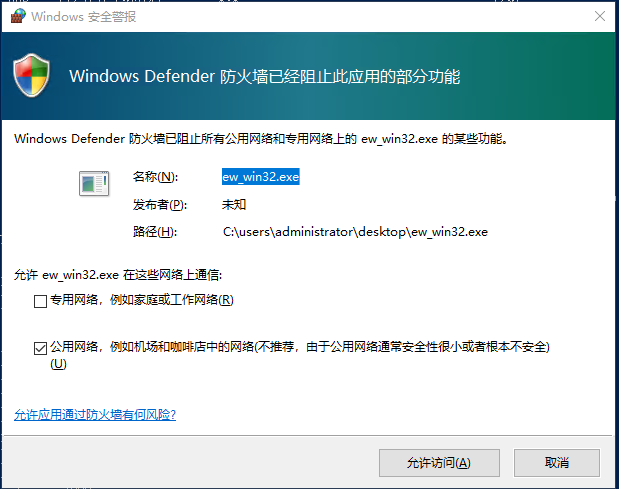 Windows 安全警报
Windows Defender 防火墙已经阻止此应用的部分功能
Windows Defender 防火墙已阻止所有公用网络和专用网络上的 ew_win32.exe 的某些功能。
名称(N): ew_win32.exe
发布者(P): 未知
路径(H): C:\users\administrator\desktop\ew_win32.exe
允许 ew_win32.exe 在这些网络上通信:
专用网络，例如家庭或工作网络(R)
公用网络，例如机场和咖啡店中的网络(不推荐，由于公用网络通常安全性很小或者根本不安全)
(U)
允许应用通过防火墙有何风险?
允许访问(A) 取消